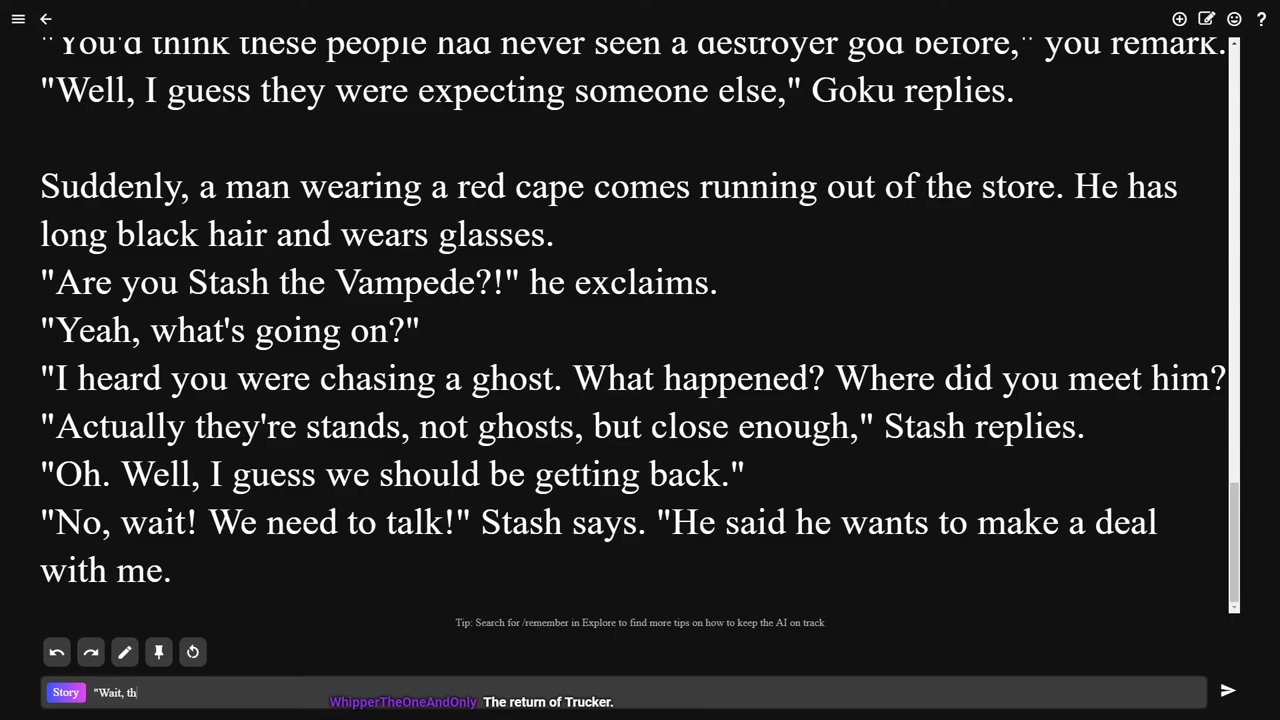 "You'd think these people had never seen a destroyer god before," you remark.
"Well, I guess they were expecting someone else," Goku replies.
Suddenly, a man wearing a red cape comes running out of the store. He has
long black hair and wears glasses.
"Are you Stash the Vampede?!" he exclaims.
"Yeah, what's going on?"
"I heard you were chasing a ghost. What happened? Where did you meet him?
"Actually they're stands, not ghosts, but close enough," Stash replies.
"Oh. Well, I guess we should be getting back."
"No, wait! We need to talk!" Stash says. "He said he wants to make a deal
with me.
Tip: Search for /remember in Explore to find more tips on how to keep the AI on track
Story "Wait, th
WhipperTheOneAndOnly The return of Trucker.